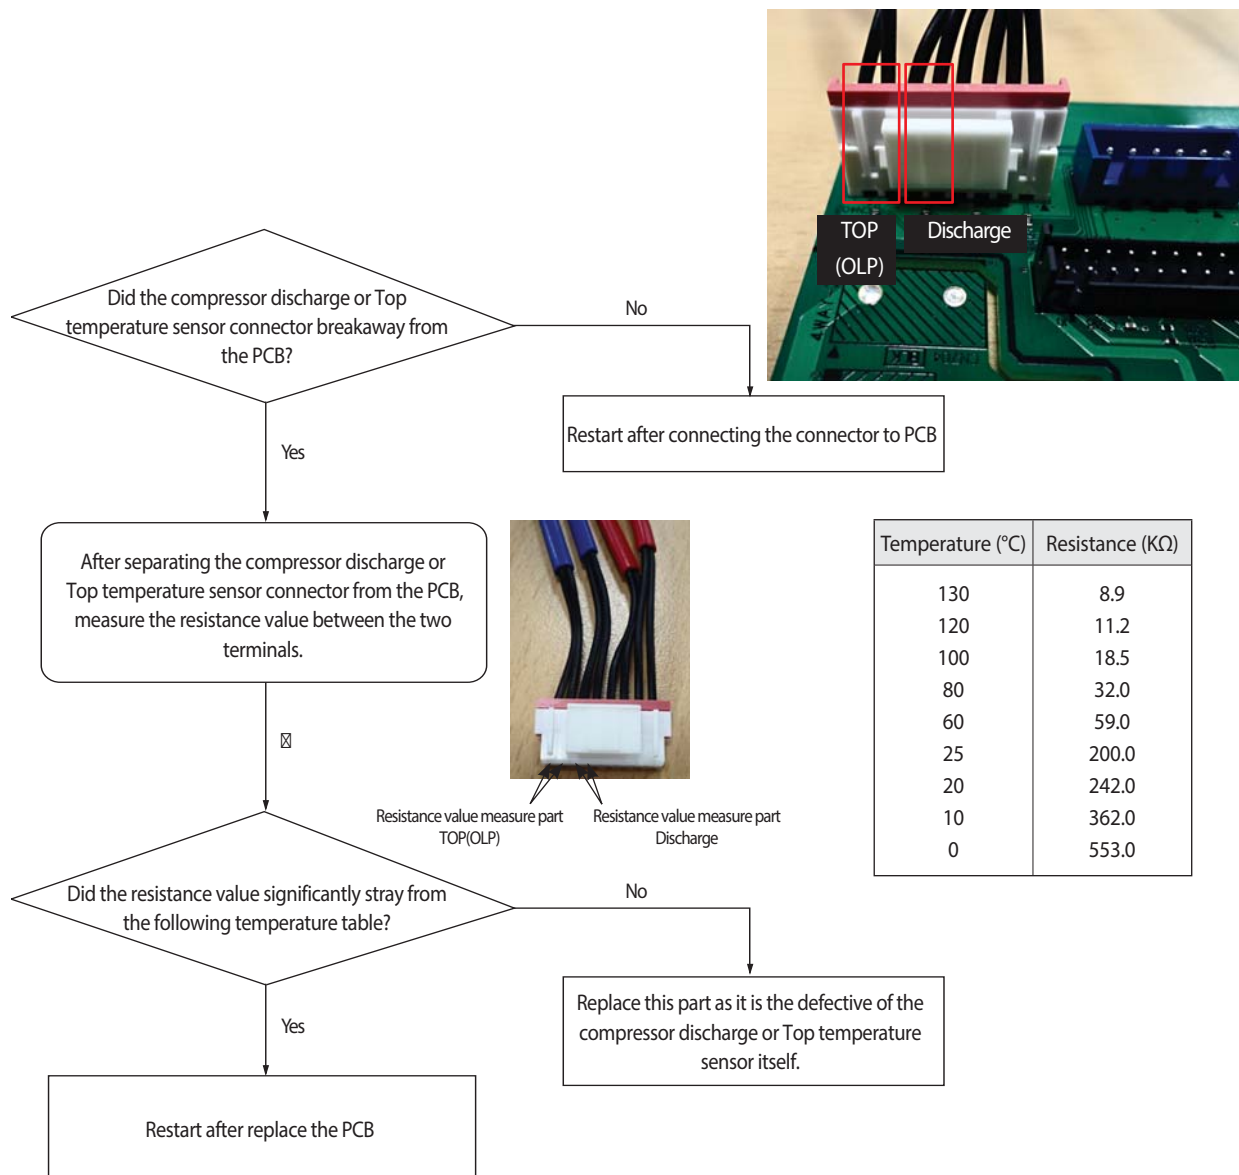 TOP
(OLP)
Discharge
Did the compressor discharge or Top
temperature sensor connector breakaway from
the PCB?
No
Restart after connecting the connector to PCB
Yes
After separating the compressor discharge or
Top temperature sensor connector from the PCB,
measure the resistance value between the two
terminals.
Resistance value measure part
TOP(OLP)
Resistance value measure part
Discharge
Temperature (°C) Resistance (KΩ)
130 8.9
120 11.2
100 18.5
80 32.0
60 59.0
25 200.0
20 242.0
10 362.0
0 553.0
Did the resistance value significantly stray from
the following temperature table?
No
Replace this part as it is the defective of the
compressor discharge or Top temperature
sensor itself.
Yes
Restart after replace the PCB